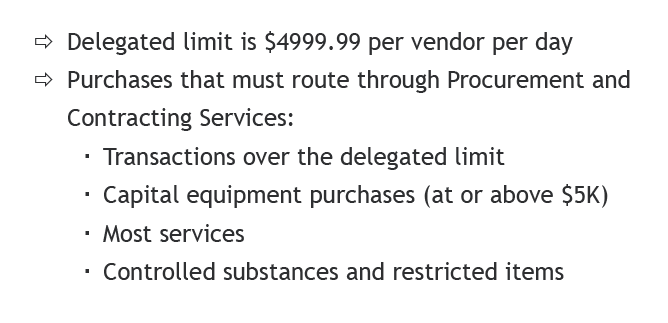 ⇨ Delegated limit is $4999.99 per vendor per day
⇨ Purchases that must route through Procurement and
Contracting Services:
· Transactions over the delegated limit
· Capital equipment purchases (at or above $5K)
· Most services
· Controlled substances and restricted items